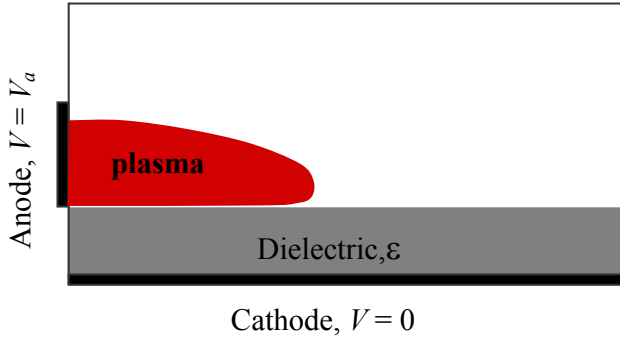 Anode, V = Vₐ
plasma
Dielectric,ε
Cathode, V = 0